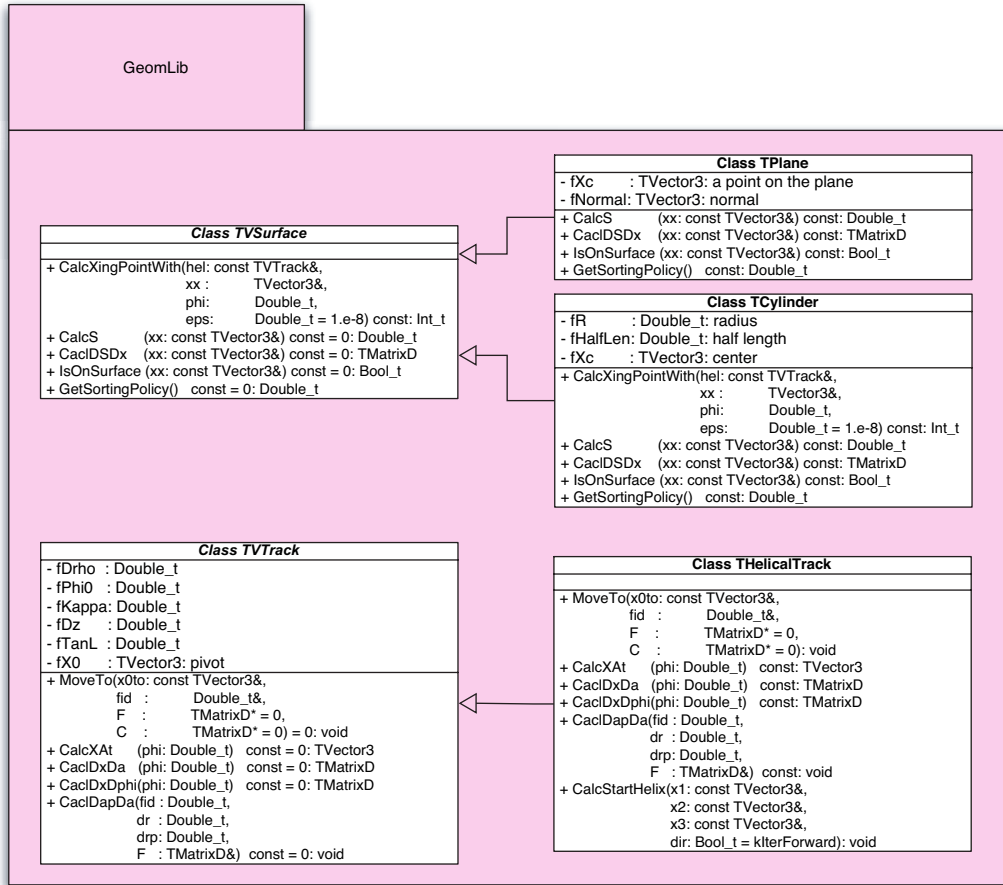 GeomLib
Class TPlane
- fXc : TVector3: a point on the plane
- fNormal: TVector3: normal
+ CalcS (xx: const TVector3&) const: Double_t
+ CaclDSDx (xx: const TVector3&) const: TMatrixD
+ IsOnSurface (xx: const TVector3&) const: Bool_t
+ GetSortingPolicy() const: Double_t
Class TVSurface
+ CalcXingPointWith(hel: const TVTrack&,
xx : TVector3&,
phi: Double_t,
eps: Double_t = 1.e-8) const: Int_t
+ CalcS (xx: const TVector3&) const = 0: Double_t
+ CaclDSDx (xx: const TVector3&) const = 0: TMatrixD
+ IsOnSurface (xx: const TVector3&) const = 0: Bool_t
+ GetSortingPolicy() const = 0: Double_t
Class TCylinder
- fR : Double_t: radius
- fHalfLen: Double_t: half length
- fXc : TVector3: center
+ CalcXingPointWith(hel: const TVTrack&,
xx : TVector3&,
phi: Double_t,
eps: Double_t = 1.e-8) const: Int_t
+ CalcS (xx: const TVector3&) const: Double_t
+ CaclDSDx (xx: const TVector3&) const: TMatrixD
+ IsOnSurface (xx: const TVector3&) const: Bool_t
+ GetSortingPolicy() const: Double_t
Class TVTrack
- fDrho : Double_t
- fPhi0 : Double_t
- fKappa: Double_t
- fDz : Double_t
- fTanL : Double_t
- fX0 : TVector3: pivot
+ MoveTo(x0to: const TVector3&,
fid : Double_t&,
F : TMatrixD* = 0,
C : TMatrixD* = 0) = 0: void
+ CalcXAt (phi: Double_t) const = 0: TVector3
+ CaclDxDa (phi: Double_t) const = 0: TMatrixD
+ CaclDxDphi(phi: Double_t) const = 0: TMatrixD
+ CaclDapDa(fid : Double_t,
dr : Double_t,
drp: Double_t,
F : TMatrixD&) const = 0: void
Class THelicalTrack
+ MoveTo(x0to: const TVector3&,
fid : Double_t&,
F : TMatrixD* = 0,
C : TMatrixD* = 0): void
+ CalcXAt (phi: Double_t) const: TVector3
+ CaclDxDa (phi: Double_t) const: TMatrixD
+ CaclDxDphi(phi: Double_t) const: TMatrixD
+ CaclDapDa(fid : Double_t,
dr : Double_t,
drp: Double_t,
F : TMatrixD&) const: void
+ CalcStartHelix(x1: const TVector3&,
x2: const TVector3&,
x3: const TVector3&,
dir: Bool_t = kIterForward): void